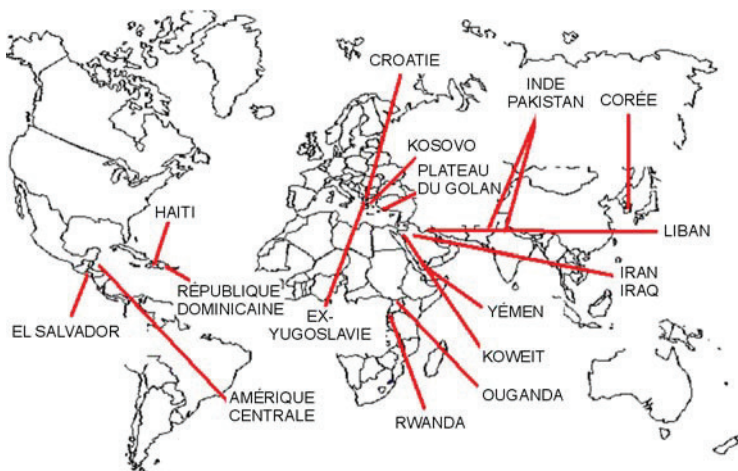 CROATIE
INDE
PAKISTAN
CORÉE
KOSOVO
PLATEAU
DU GOLAN
HAITI
LIBAN
IRAN
IRAQ
RÉPUBLIQUE
DOMINICAINE
EX-
YUGOSLAVIE
YÉMEN
EL SALVADOR
KOWEIT
OUGANDA
AMÉRIQUE
CENTRALE
RWANDA